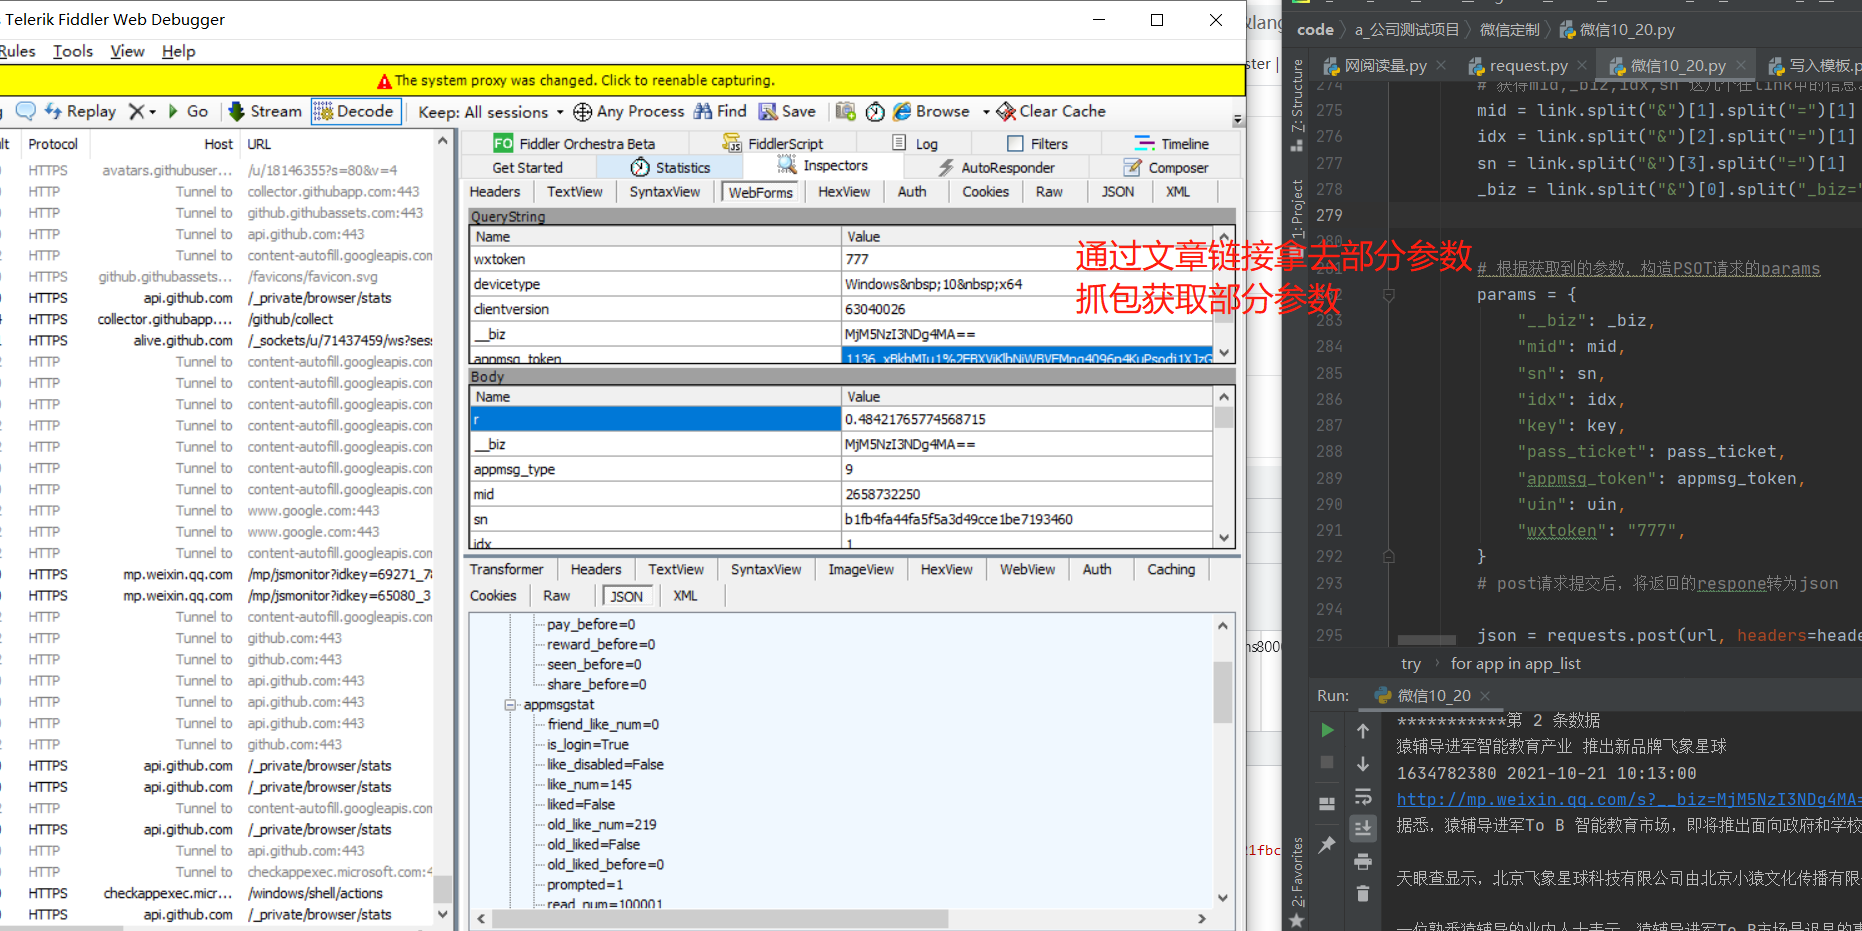 Telerik Fiddler Web Debugger
Rules Tools View Help
The system proxy was changed. Click to reenable capturing.
Replay Go Stream Decode Keep: All sessions Any Process Find Save Browse Clear Cache
Protocol Host URL
HTTPS avatars.githubuser... /u/18146355?s=80&v=4
HTTP Tunnel to collector.githubapp.com:443
HTTP Tunnel to github.githubassets.com:443
HTTP Tunnel to api.github.com:443
HTTPS github.githubassets... /favicons/favicon.svg
HTTPS api.github.com /_private/browser/stats
HTTPS collector.githubapp.... /github/collect
HTTPS alive.github.com /_sockets/u/71437459/ws?ses
HTTP Tunnel to content-autofill.googleapis.con
HTTP Tunnel to content-autofill.googleapis.con
HTTP Tunnel to content-autofill.googleapis.con
HTTP Tunnel to content-autofill.googleapis.con
HTTP Tunnel to content-autofill.googleapis.con
HTTP Tunnel to content-autofill.googleapis.con
HTTP Tunnel to content-autofill.googleapis.con
HTTP Tunnel to www.google.com:443
HTTP Tunnel to www.google.com:443
HTTP Tunnel to content-autofill.googleapis.con
HTTPS mp.weixin.qq.com /mp/jsmonitor?idkey=69271_7
HTTPS mp.weixin.qq.com /mp/jsmonitor?idkey=65080_3
HTTP Tunnel to content-autofill.googleapis.con
HTTP Tunnel to github.com:443
HTTP Tunnel to github.com:443
HTTP Tunnel to api.github.com:443
HTTP Tunnel to api.github.com:443
HTTP Tunnel to api.github.com:443
HTTP Tunnel to github.com:443
HTTPS api.github.com /_private/browser/stats
HTTPS api.github.com /_private/browser/stats
HTTP Tunnel to content-autofill.googleapis.con
HTTPS api.github.com /_private/browser/stats
HTTP Tunnel to api.github.com:443
HTTP Tunnel to checkappexec.microsoft.com:4
HTTPS checkappexec.micr... /windows/shell/actions
HTTPS api.github.com /_private/browser/stats
FO Fiddler Orchestra Beta FiddlerScript Log Filters Timeline
Get Started Statistics Inspectors AutoResponder Composer
Headers TextView SyntaxView WebForms HexView Auth Cookies Raw JSON XML
QueryString
Name Value
wxtoken 777
devicetype Windows&nbsp;10&nbsp;x64
clientversion 63040026
__biz MjM5NzI3NDg4MA==
appmsg_token
Body
Name Value
r 0.48421765774568715
__biz MjM5NzI3NDg4MA==
appmsg_type 9
mid 2658732250
sn b1fb4fa44fa5f5a3d49cce1be7193460
idx 1
Transformer Headers TextView SyntaxView ImageView HexView WebView Auth Caching
Cookies Raw JSON XML
pay_before=0
reward_before=0
seen_before=0
share_before=0
appmsgstat
friend_like_num=0
is_login=True
like_disabled=False
like_num=145
liked=False
old_like_num=219
old_liked=False
old_liked_before=0
prompted=1
read_num=100001
通过文章链接拿去部分参数
抓包获取部分参数
code a_公司测试项目 微信定制 微信10_20.py
网阅读量.py request.py 微信10_20.py 写入模板.p
Z: Structure
1: Project
2: Favorites
274 # 获得mid,_biz,idx,sn 这几个在link中的信息
275 mid = link.split("&")[1].split("=")[1]
276 idx = link.split("&")[2].split("=")[1]
277 sn = link.split("&")[3].split("=")[1]
278 _biz = link.split("&")[0].split("_biz=
279
280
# 根据获取到的参数，构造PSOT请求的params
params = {
283 "__biz": _biz,
284 "mid": mid,
285 "sn": sn,
286 "idx": idx,
287 "key": key,
288 "pass_ticket": pass_ticket,
289 "appmsg_token": appmsg_token,
290 "uin": uin,
291 "wxtoken": "777",
292 }
293 # post请求提交后，将返回的respone转为json
294
295 json = requests.post(url, headers=heade
try for app in app_list
Run: 微信10_20
***********第 2 条数据
猿辅导进军智能教育产业 推出新品牌飞象星球
1634782380 2021-10-21 10:13:00
http://mp.weixin.qq.com/s?__biz=MjM5NzI3NDg4MA=
据悉，猿辅导进军To B 智能教育市场，即将推出面向政府和学校
天眼查显示，北京飞象星球科技有限公司由北京小猿文化传播有限